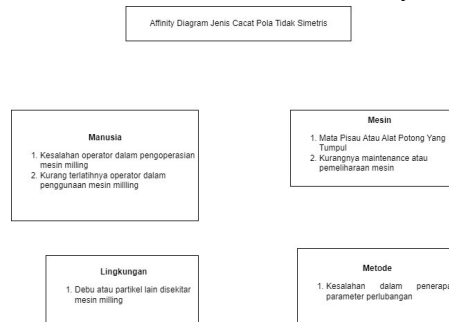 Affinity Diagram Jenis Cacat Pola Tidak Simetris
Manusia
1. Kesalahan operator dalam pengoperasian
mesin milling
2. Kurang terlatihnya operator dalam
penggunaan mesin millling
Mesin
1. Mata Pisau Atau Alat Potong Yang
Tumpul
2. Kurangnya maintenance atau
pemeliharaan mesin
Lingkungan
1. Debu atau partikel lain disekitar
mesin milling
Metode
1. Kesalahan dalam
parameter perlubangan